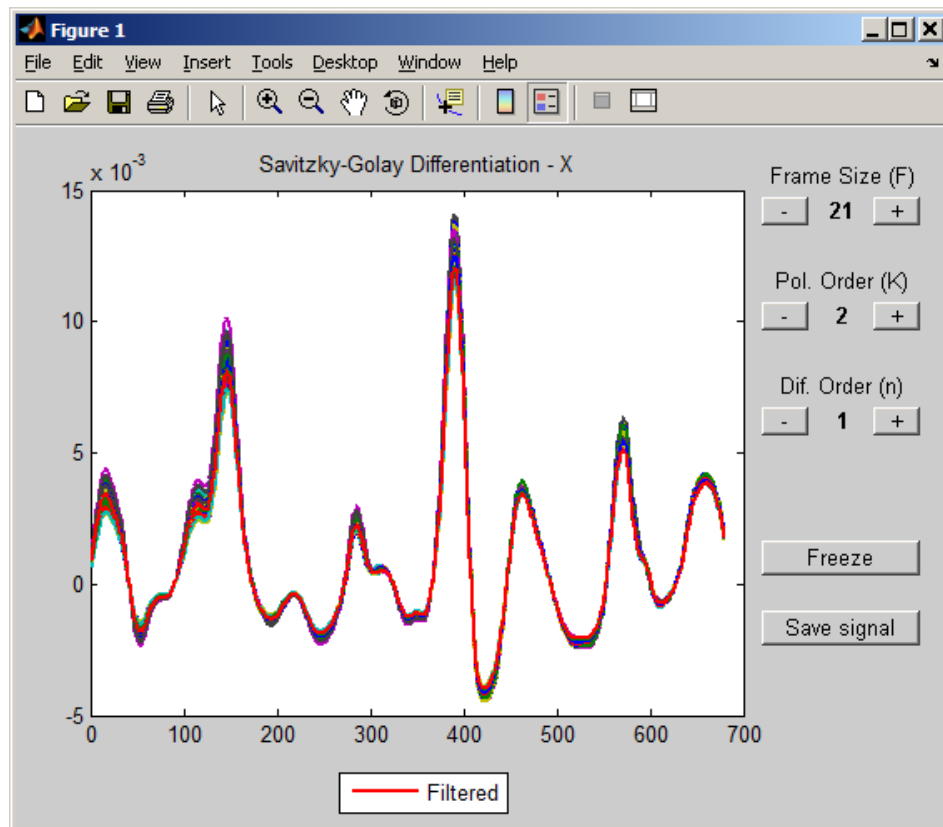 Figure 1
File Edit View Insert Tools Desktop Window Help
x 10^-3
Savitzky-Golay Differentiation - X
15
10
5
0
-5
0 100 200 300 400 500 600 700
Filtered
Frame Size (F)
- 21 +
Pol. Order (K)
- 2 +
Dif. Order (n)
- 1 +
Freeze
Save signal